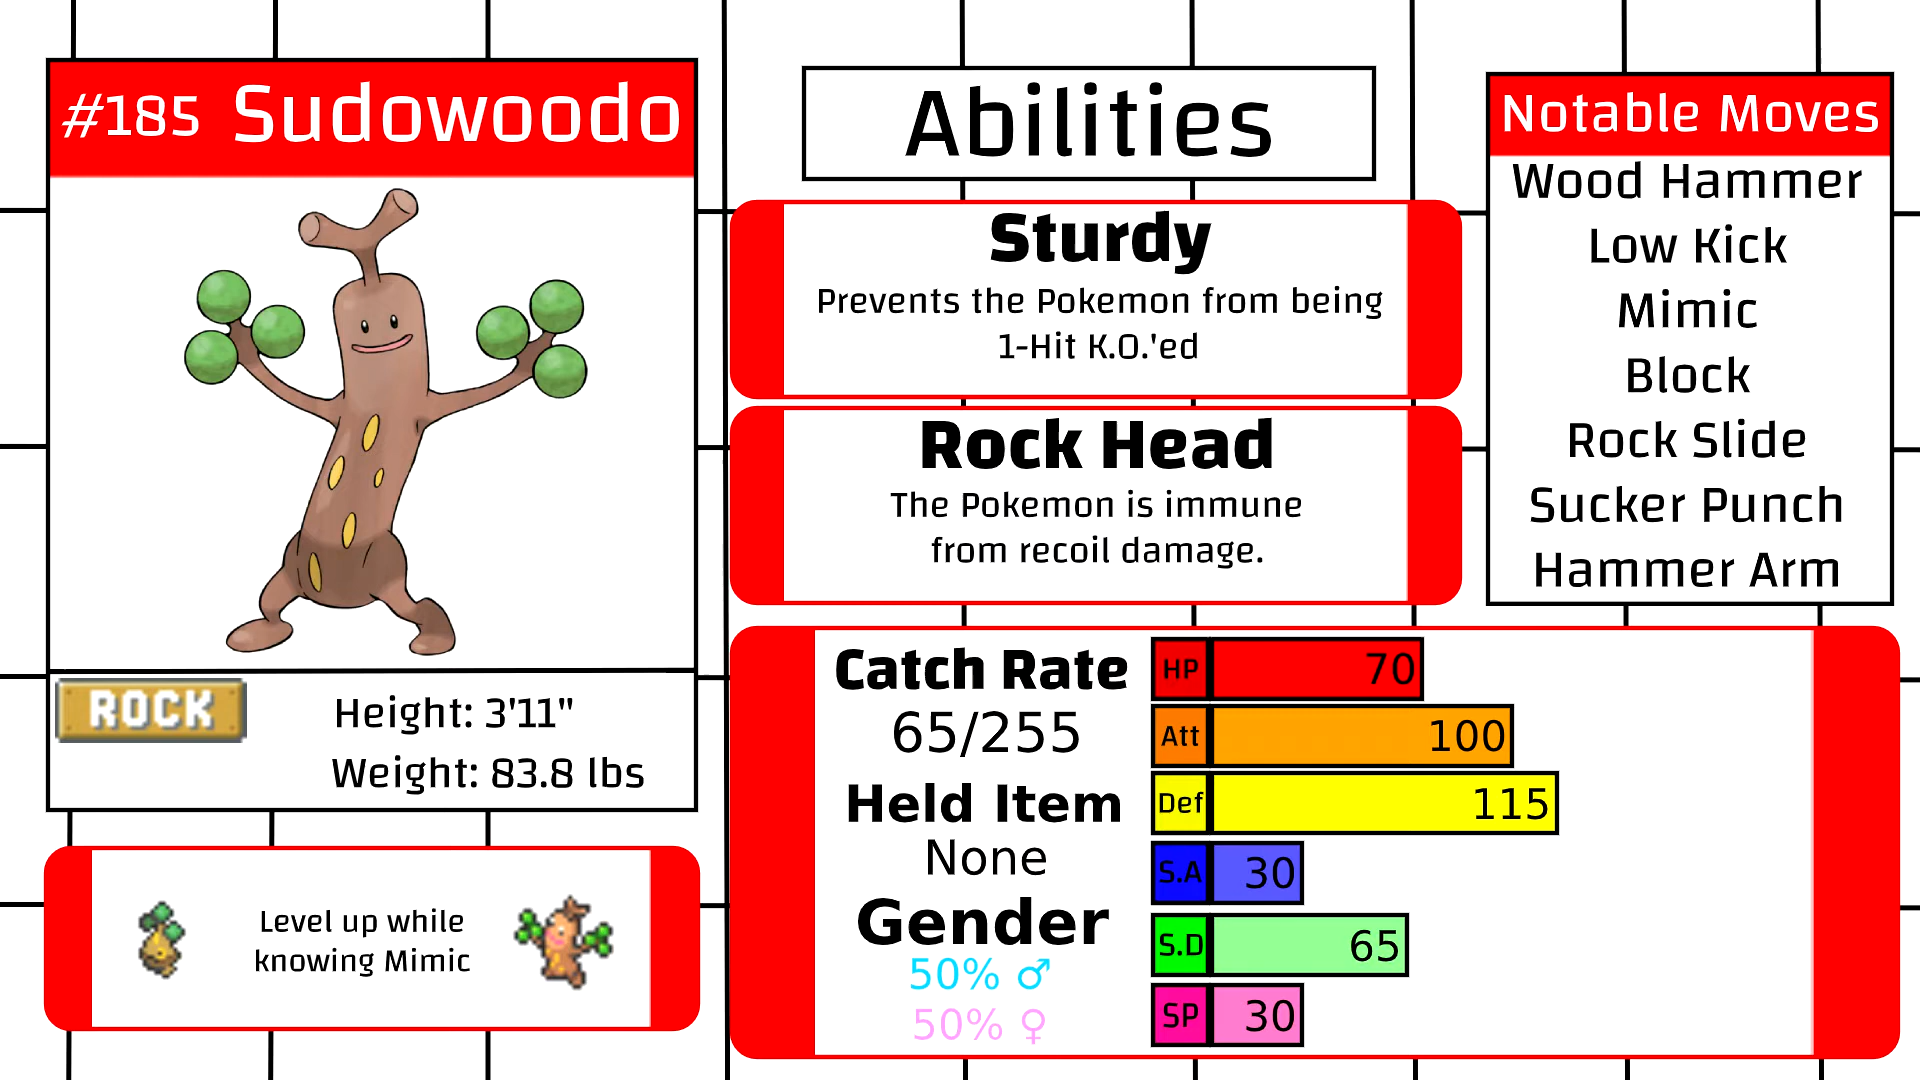 #185 Sudowoodo
ROCK
Height: 3'11"
Weight: 83.8 lbs
Level up while
knowing Mimic
Abilities
Sturdy
Prevents the Pokemon from being
1-Hit K.O.'ed
Rock Head
The Pokemon is immune
from recoil damage.
Notable Moves
Wood Hammer
Low Kick
Mimic
Block
Rock Slide
Sucker Punch
Hammer Arm
Catch Rate
65/255
Held Item
None
Gender
50% ♂
50% ♀
HP 70
Att 100
Def 115
S.A 30
S.D 65
SP 30